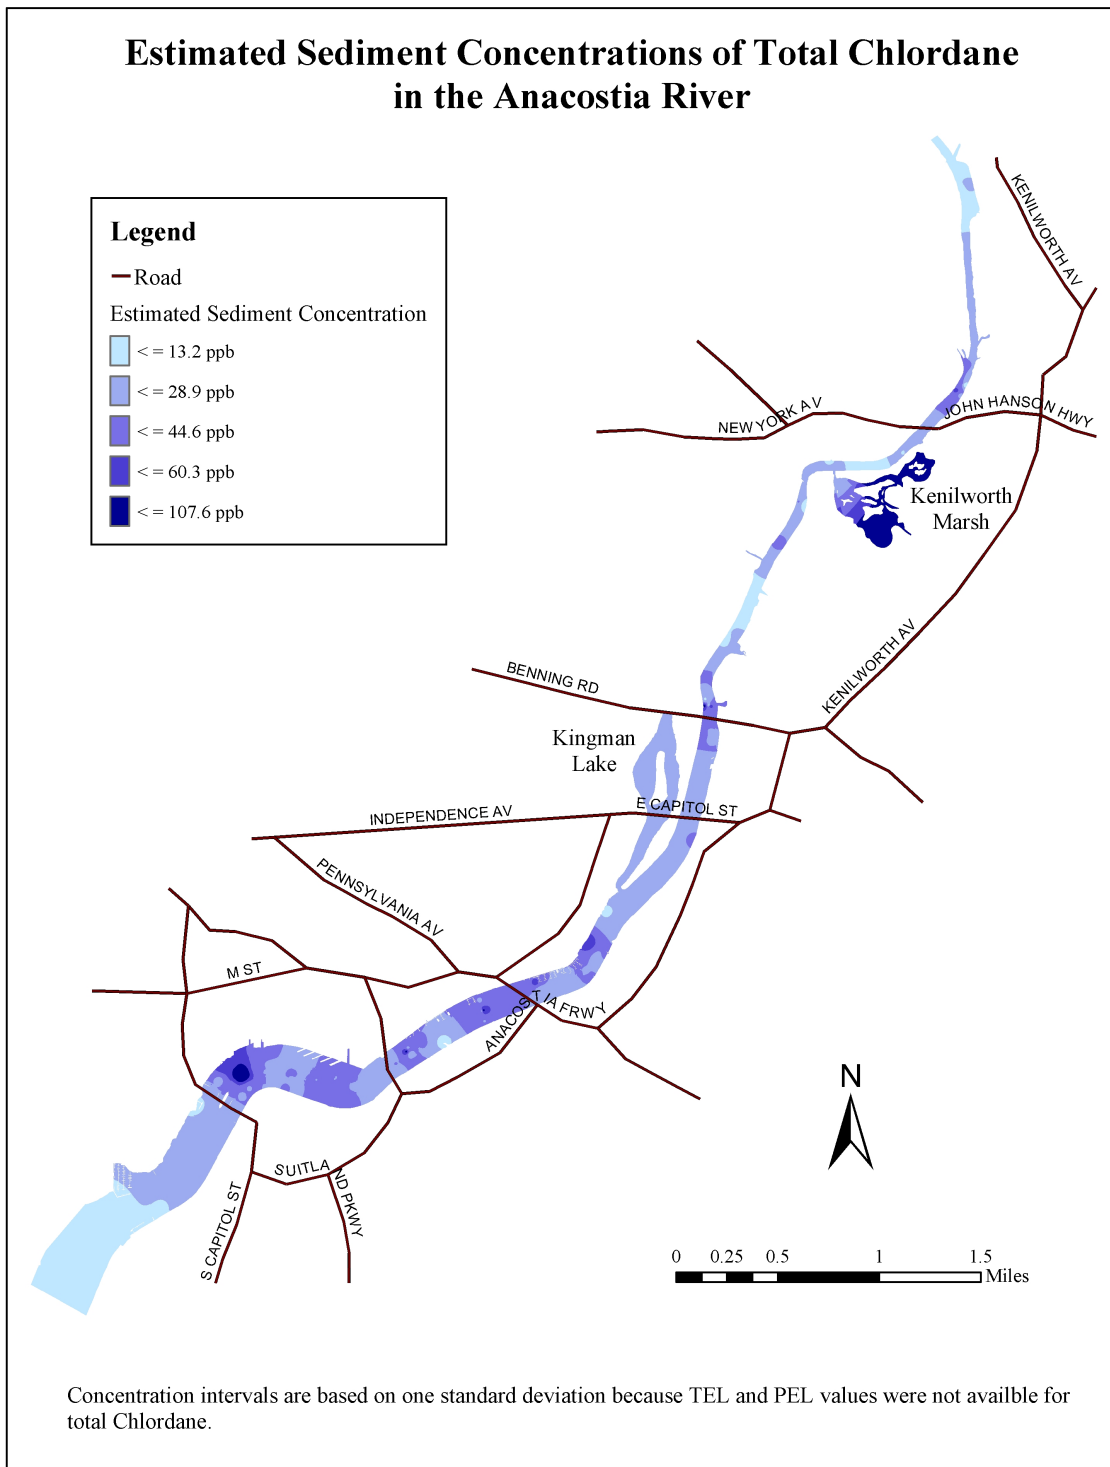 Estimated Sediment Concentrations of Total Chlordane
in the Anacostia River
Legend
Road
Estimated Sediment Concentration
< = 13.2 ppb
< = 28.9 ppb
< = 44.6 ppb
< = 60.3 ppb
< = 107.6 ppb
KENILWORTH AV
NEW YORK AV
JOHN HANSON HWY
Kenilworth
Marsh
KENILWORTH AV
BENNING RD
Kingman
Lake
E CAPITOL ST
INDEPENDENCE AV
PENNSYLVANIA AV
M ST
ANACOSTIA FRWY
SUITLAND PKWY
S CAPITOL ST
N
0 0.25 0.5 1 1.5
Miles
Concentration intervals are based on one standard deviation because TEL and PEL values were not availble for
total Chlordane.